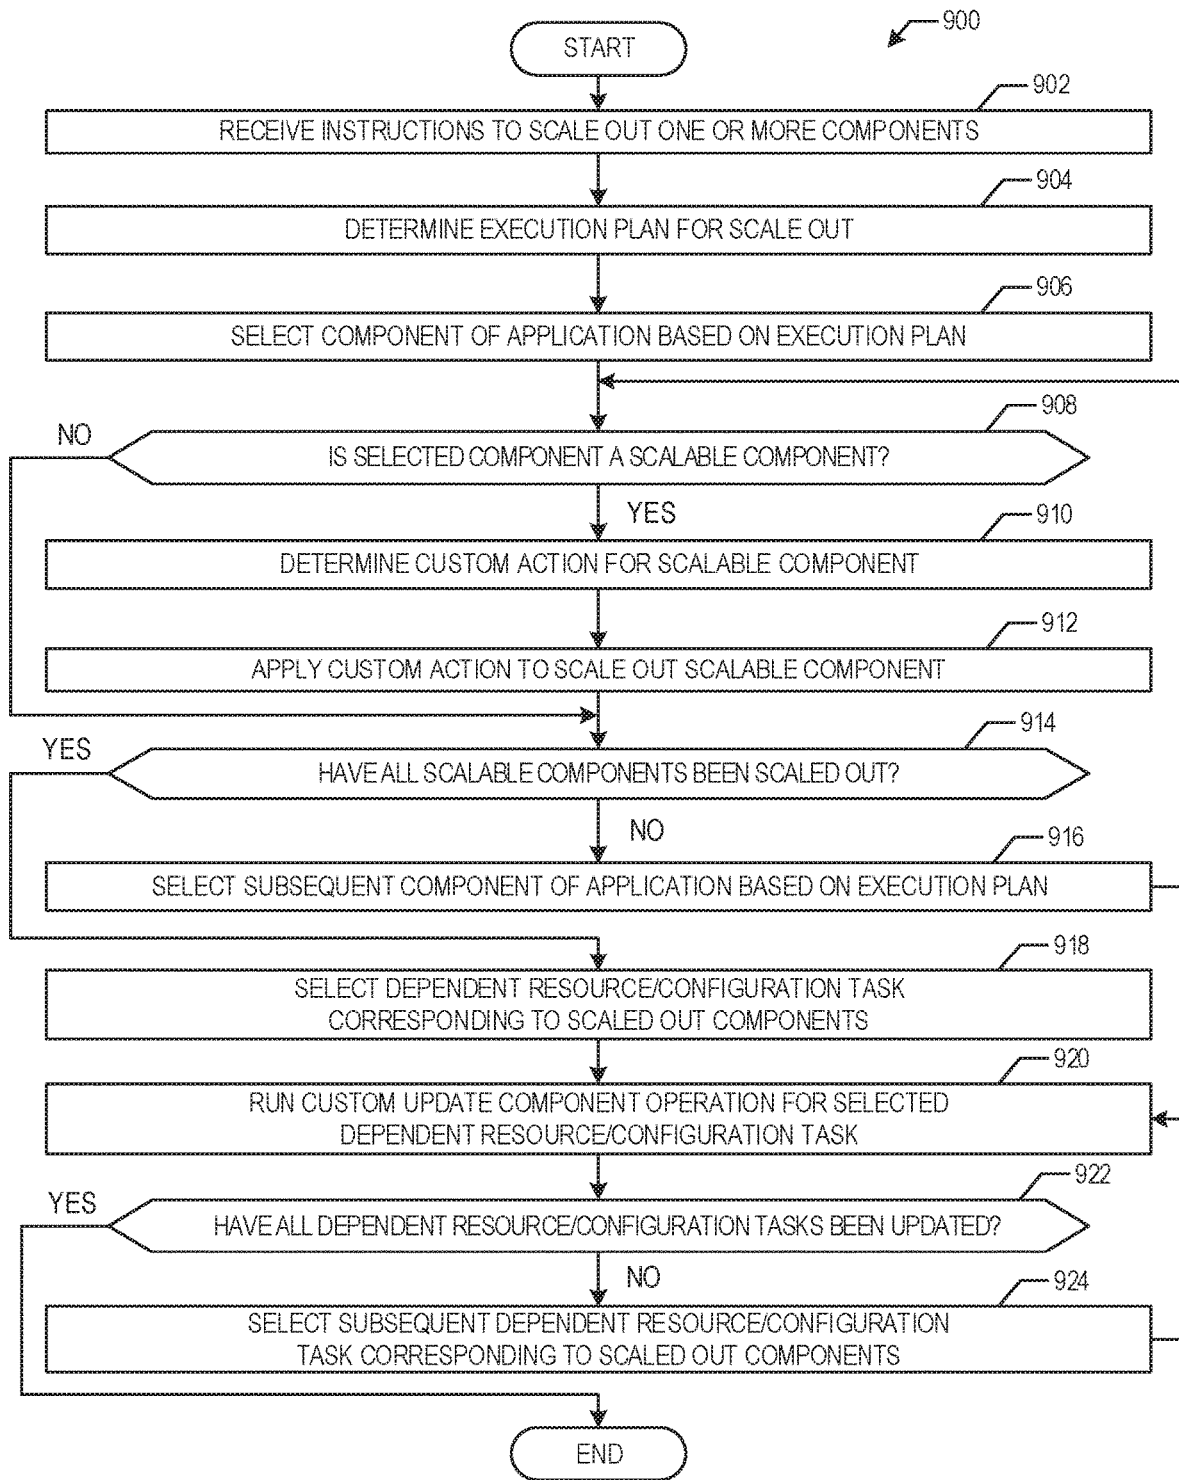 900
START
902
RECEIVE INSTRUCTIONS TO SCALE OUT ONE OR MORE COMPONENTS
904
DETERMINE EXECUTION PLAN FOR SCALE OUT
906
SELECT COMPONENT OF APPLICATION BASED ON EXECUTION PLAN
908
NO
IS SELECTED COMPONENT A SCALABLE COMPONENT?
YES
910
DETERMINE CUSTOM ACTION FOR SCALABLE COMPONENT
912
APPLY CUSTOM ACTION TO SCALE OUT SCALABLE COMPONENT
914
YES
HAVE ALL SCALABLE COMPONENTS BEEN SCALED OUT?
NO
916
SELECT SUBSEQUENT COMPONENT OF APPLICATION BASED ON EXECUTION PLAN
918
SELECT DEPENDENT RESOURCE/CONFIGURATION TASK
CORRESPONDING TO SCALED OUT COMPONENTS
920
RUN CUSTOM UPDATE COMPONENT OPERATION FOR SELECTED
DEPENDENT RESOURCE/CONFIGURATION TASK
922
YES
HAVE ALL DEPENDENT RESOURCE/CONFIGURATION TASKS BEEN UPDATED?
NO
924
SELECT SUBSEQUENT DEPENDENT RESOURCE/CONFIGURATION
TASK CORRESPONDING TO SCALED OUT COMPONENTS
END